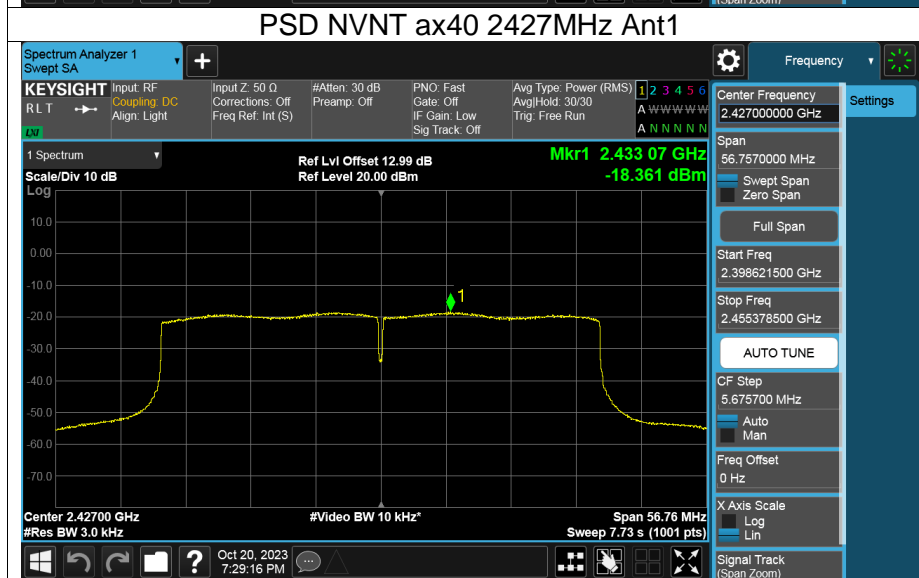 (Span Zoom)
PSD NVNT ax40 2427MHz Ant1
Spectrum Analyzer 1
Swept SA
+
Frequency
KEYSIGHT
RLT
LXI
Input: RF
Coupling: DC
Align: Light
Input Z: 50 Ω
Corrections: Off
Freq Ref: Int (S)
#Atten: 30 dB
Preamp: Off
PNO: Fast
Gate: Off
IF Gain: Low
Sig Track: Off
Avg Type: Power (RMS)
Avg|Hold: 30/30
Trig: Free Run
1 2 3 4 5 6
A W W W W W
A N N N N N
1 Spectrum
Scale/Div 10 dB
Ref Lvl Offset 12.99 dB
Ref Level 20.00 dBm
Mkr1 2.433 07 GHz
-18.361 dBm
Log
10.0
0.00
-10.0
-20.0
-30.0
-40.0
-50.0
-60.0
-70.0
1
Center 2.42700 GHz
#Res BW 3.0 kHz
#Video BW 10 kHz*
Span 56.76 MHz
Sweep 7.73 s (1001 pts)
Center Frequency
2.427000000 GHz
Settings
Span
56.7570000 MHz
Swept Span
Zero Span
Full Span
Start Freq
2.398621500 GHz
Stop Freq
2.455378500 GHz
AUTO TUNE
CF Step
5.675700 MHz
Auto
Man
Freq Offset
0 Hz
X Axis Scale
Log
Lin
Signal Track
(Span Zoom)
?
Oct 20, 2023
7:29:16 PM